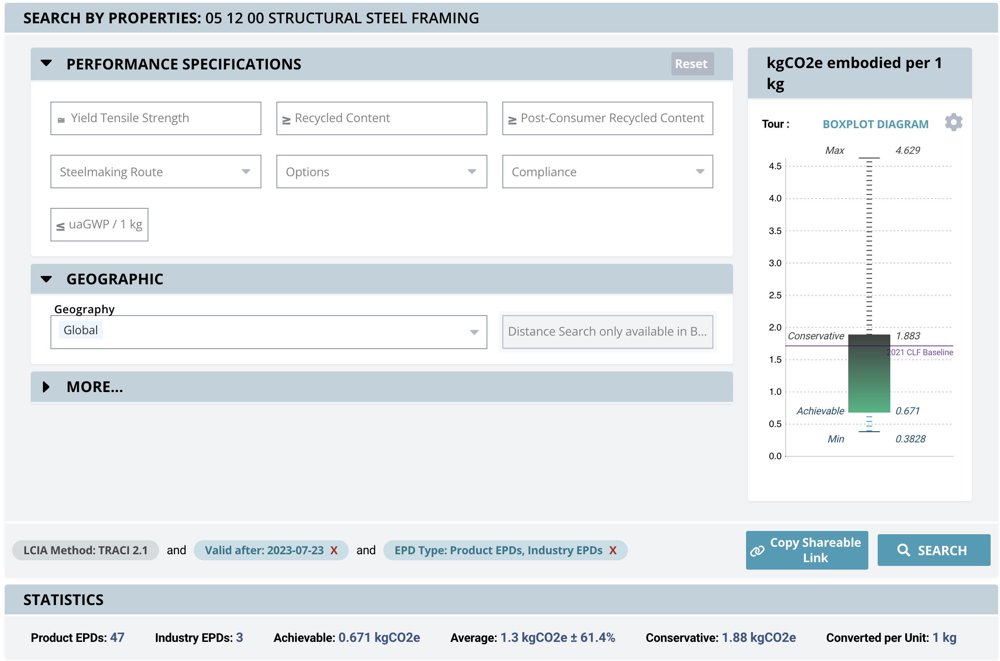 SEARCH BY PROPERTIES: 05 12 00 STRUCTURAL STEEL FRAMING
PERFORMANCE SPECIFICATIONS
Reset
≅ Yield Tensile Strength
≥ Recycled Content
≥ Post-Consumer Recycled Content
Steelmaking Route
Options
Compliance
≤ uaGWP / 1 kg
GEOGRAPHIC
Geography
Global
Distance Search only available in B...
MORE...
kgCO2e embodied per 1
kg
Tour :
BOXPLOT DIAGRAM
Max 4.629
4.5
4.0
3.5
3.0
2.5
2.0
Conservative 1.883
2021 CLF Baseline
1.5
1.0
Achievable 0.671
0.5
Min 0.3828
0.0
LCIA Method: TRACI 2.1 and Valid after: 2023-07-23 X and EPD Type: Product EPDs, Industry EPDs X
Copy Shareable
Link
SEARCH
STATISTICS
Product EPDs: 47 Industry EPDs: 3 Achievable: 0.671 kgCO2e Average: 1.3 kgCO2e ± 61.4% Conservative: 1.88 kgCO2e Converted per Unit: 1 kg